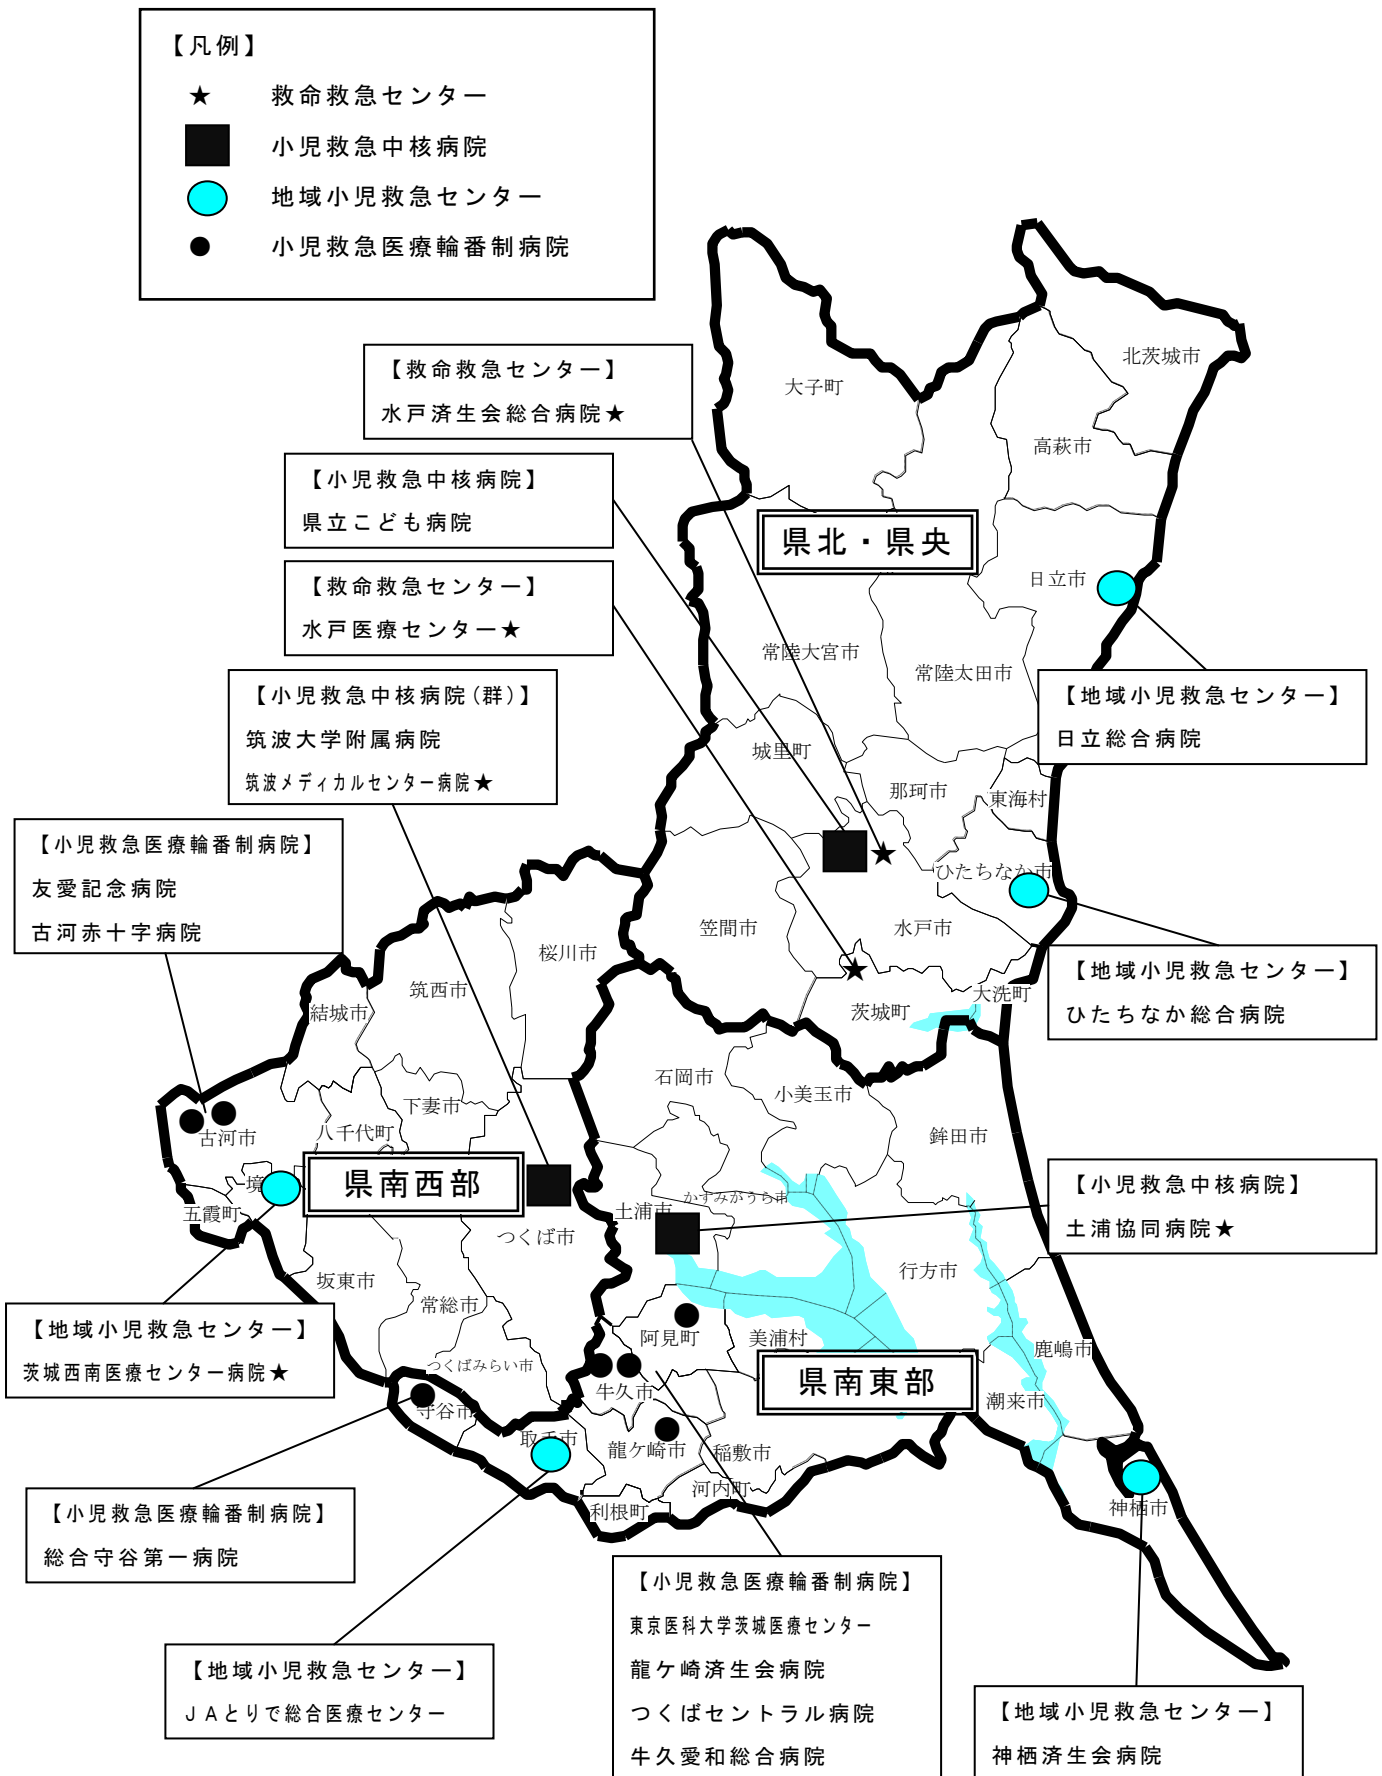 【凡例】
★ 救命救急センター
小児救急中核病院
地域小児救急センター
小児救急医療輪番制病院
【救命救急センター】
水戸済生会総合病院★
【小児救急中核病院】
県立こども病院
【救命救急センター】
水戸医療センター★
【小児救急中核病院(群)】
筑波大学附属病院
筑波メディカルセンター病院★
【小児救急医療輪番制病院】
友愛記念病院
古河赤十字病院
北茨城市
大子町
高萩市
県北・県央
日立市
常陸大宮市
常陸太田市
【地域小児救急センター】
日立総合病院
城里町
那珂市
東海村
ひたちなか市
笠間市
水戸市
【地域小児救急センター】
ひたちなか総合病院
大洗町
茨城町
桜川市
筑西市
結城市
石岡市
小美玉市
下妻市
八千代町
古河市
鉾田市
県南西部
境
五霞町
かすみがうら市
土浦市
【小児救急中核病院】
土浦協同病院★
つくば市
行方市
坂東市
常総市
阿見町
美浦村
鹿嶋市
【地域小児救急センター】
茨城西南医療センター病院★
つくばみらい市
牛久市
県南東部
潮来市
守谷市
取手市
龍ケ崎市
稲敷市
河内町
利根町
神栖市
【小児救急医療輪番制病院】
総合守谷第一病院
【小児救急医療輪番制病院】
東京医科大学茨城医療センター
龍ケ崎済生会病院
つくばセントラル病院
牛久愛和総合病院
【地域小児救急センター】
ＪＡとりで総合医療センター
【地域小児救急センター】
神栖済生会病院